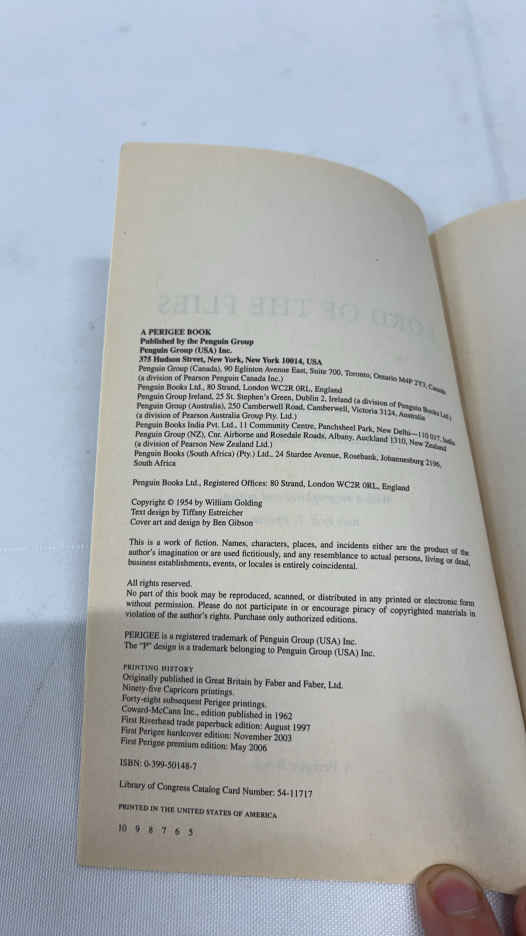 LORD OF THE FLIES
A PERIGEE BOOK
Published by the Penguin Group
Penguin Group (USA) Inc.
375 Hudson Street, New York, New York 10014, USA
Penguin Group (Canada), 90 Eglinton Avenue East, Suite 700, Toronto, Ontario M4P 2Y3, Canada
(a division of Pearson Penguin Canada Inc.)
Penguin Books Ltd., 80 Strand, London WC2R 0RL, England
Penguin Group Ireland, 25 St. Stephen's Green, Dublin 2, Ireland (a division of Penguin Books Ltd.)
Penguin Group (Australia), 250 Camberwell Road, Camberwell, Victoria 3124, Australia
(a division of Pearson Australia Group Pty. Ltd.)
Penguin Books India Pvt. Ltd., 11 Community Centre, Panchsheel Park, New Delhi—110 017, India
Penguin Group (NZ), Cnr. Airborne and Rosedale Roads, Albany, Auckland 1310, New Zealand
(a division of Pearson New Zealand Ltd.)
Penguin Books (South Africa) (Pty.) Ltd., 24 Sturdee Avenue, Rosebank, Johannesburg 2196,
South Africa
Penguin Books Ltd., Registered Offices: 80 Strand, London WC2R 0RL, England
Copyright © 1954 by William Golding
Text design by Tiffany Estreicher
Cover art and design by Ben Gibson
This is a work of fiction. Names, characters, places, and incidents either are the product of the
author's imagination or are used fictitiously, and any resemblance to actual persons, living or dead,
business establishments, events, or locales is entirely coincidental.
All rights reserved.
No part of this book may be reproduced, scanned, or distributed in any printed or electronic form
without permission. Please do not participate in or encourage piracy of copyrighted materials in
violation of the author's rights. Purchase only authorized editions.
PERIGEE is a registered trademark of Penguin Group (USA) Inc.
The "P" design is a trademark belonging to Penguin Group (USA) Inc.
PRINTING HISTORY
Originally published in Great Britain by Faber and Faber, Ltd.
Ninety-five Capricorn printings.
Forty-eight subsequent Perigee printings.
Coward-McCann Inc., edition published in 1962
First Riverhead trade paperback edition: August 1997
First Perigee hardcover edition: November 2003
First Perigee premium edition: May 2006
ISBN: 0-399-50148-7
Library of Congress Catalog Card Number: 54-11717
PRINTED IN THE UNITED STATES OF AMERICA
10 9 8 7 6 5